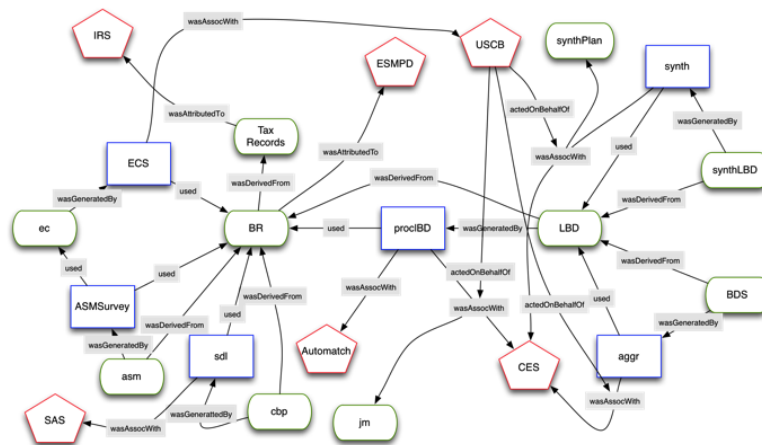 wasAssocWith
IRS
USCB
synthPlan
ESMPD
synth
actedOnBehalfOf
wasAttributedTo
wasGeneratedBy
Tax
Records
wasAttributedTo
used
wasAssocWith
ECS
synthLBD
wasDerivedFrom
wasDerivedFrom
used
wasGeneratedBy
wasDerivedFrom
ec
BR
used
procIBD
wasGeneratedBy
LBD
wasDerivedFrom
used
used
actedOnBehalfOf
BDS
wasAssocWith
wasDerivedFrom
actedOnBehalfOf
used
ASMSurvey
used
wasAssocWith
wasDerivedFrom
wasGeneratedBy
wasGeneratedBy
sdl
Automatch
CES
aggr
asm
wasAssocWith
SAS
wasGenerattedBy
cbp
jm
wasAssocWith